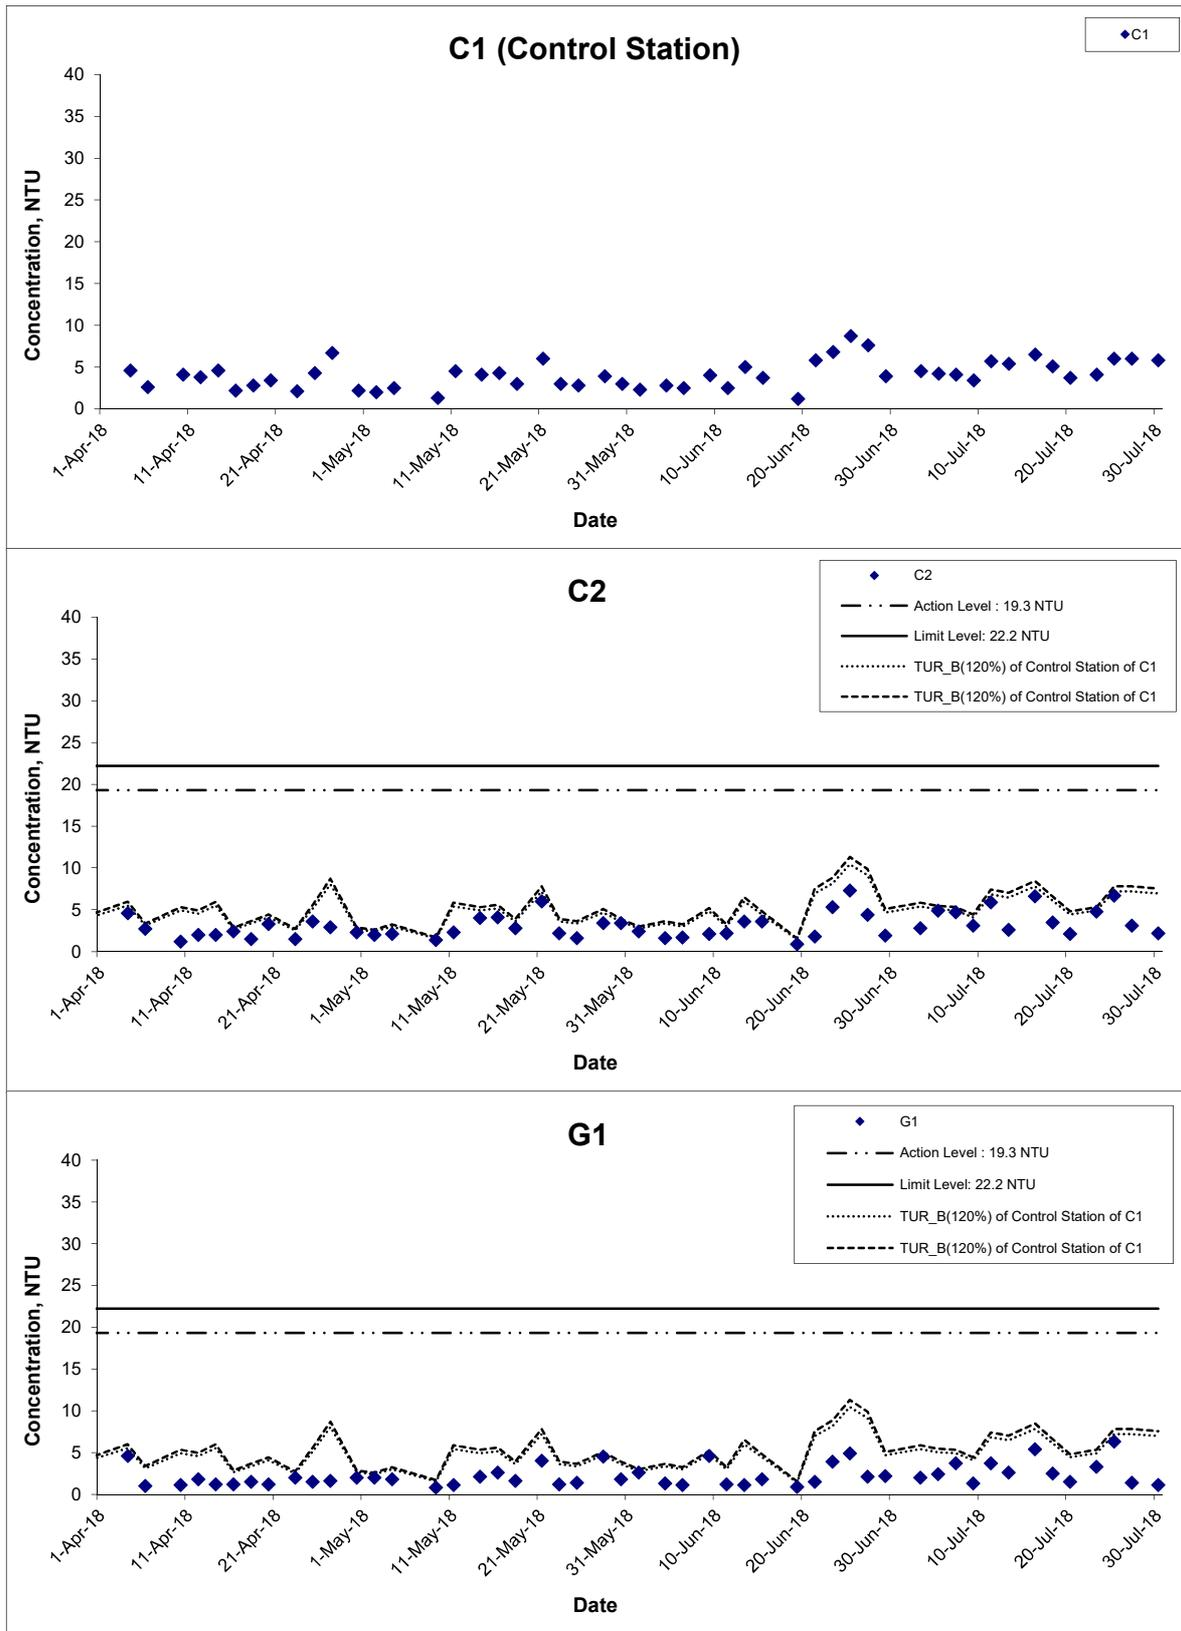 C1 (Control Station)
C1
40
35
30
25
20
15
10
5
0
Concentration, NTU
1-Apr-18
11-Apr-18
21-Apr-18
1-May-18
11-May-18
21-May-18
31-May-18
10-Jun-18
20-Jun-18
30-Jun-18
10-Jul-18
20-Jul-18
30-Jul-18
Date
C2
C2
Action Level : 19.3 NTU
Limit Level: 22.2 NTU
TUR_B(120%) of Control Station of C1
TUR_B(120%) of Control Station of C1
40
35
30
25
20
15
10
5
0
Concentration, NTU
1-Apr-18
11-Apr-18
21-Apr-18
1-May-18
11-May-18
21-May-18
31-May-18
10-Jun-18
20-Jun-18
30-Jun-18
10-Jul-18
20-Jul-18
30-Jul-18
Date
G1
G1
Action Level : 19.3 NTU
Limit Level: 22.2 NTU
TUR_B(120%) of Control Station of C1
TUR_B(120%) of Control Station of C1
40
35
30
25
20
15
10
5
0
Concentration, NTU
1-Apr-18
11-Apr-18
21-Apr-18
1-May-18
11-May-18
21-May-18
31-May-18
10-Jun-18
20-Jun-18
30-Jun-18
10-Jul-18
20-Jul-18
30-Jul-18
Date